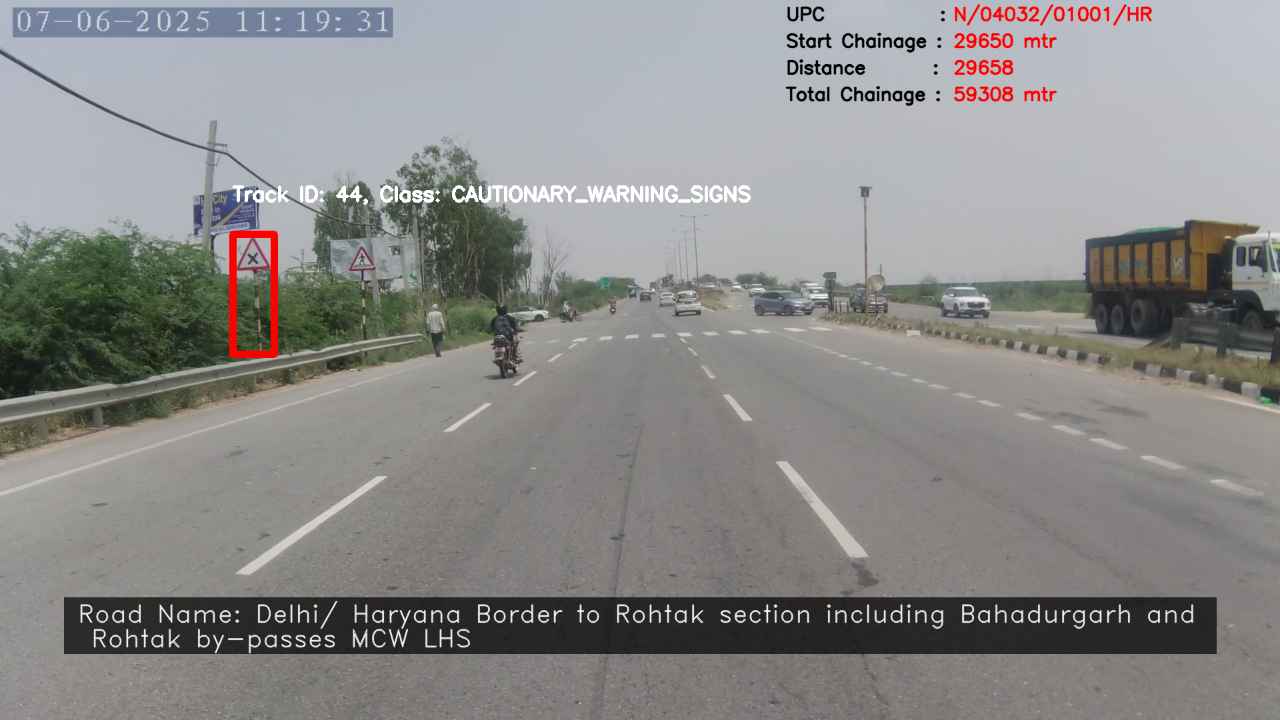 07-06-2025 11:19:31
UPC : N/04032/01001/HR
Start Chainage : 29650 mtr
Distance : 29658
Total Chainage : 59308 mtr
Track ID: 44, Class: CAUTIONARY_WARNING_SIGNS
City
Road Name: Delhi/ Haryana Border to Rohtak section including Bahadurgarh and
Rohtak by-passes MCW LHS